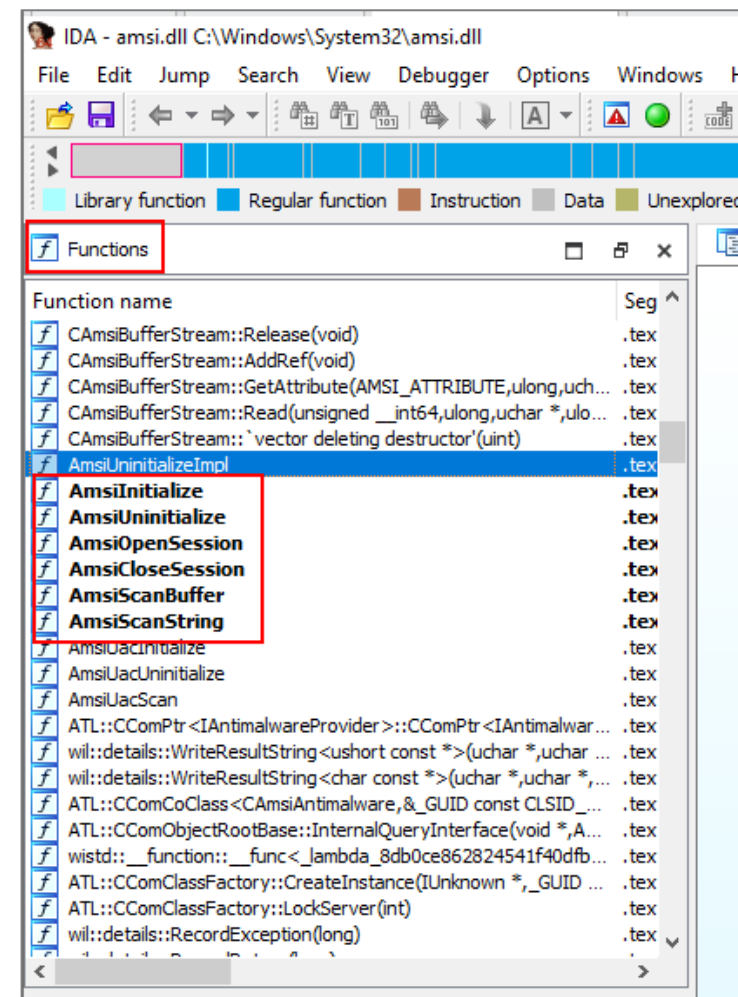 IDA - amsi.dll C:\Windows\System32\amsi.dll
File Edit Jump Search View Debugger Options Windows
Library function Regular function Instruction Data Unexplored
f Functions
Function name Seg
f CAmsiBufferStream::Release(void) .tex
f CAmsiBufferStream::AddRef(void) .tex
f CAmsiBufferStream::GetAttribute(AMSI_ATTRIBUTE,ulong,uch... .tex
f CAmsiBufferStream::Read(unsigned __int64,ulong,uchar *,ulo... .tex
f CAmsiBufferStream::`vector deleting destructor'(uint) .tex
f AmsiUninitializeImpl .tex
f AmsiInitialize .tex
f AmsiUninitialize .tex
f AmsiOpenSession .tex
f AmsiCloseSession .tex
f AmsiScanBuffer .tex
f AmsiScanString .tex
f AmsiUacInitialize .tex
f AmsiUacUninitialize .tex
f AmsiUacScan .tex
f ATL::CComPtr<IAntimalwareProvider>::CComPtr<IAntimalwar... .tex
f wil::details::WriteResultString<ushort const *>(uchar *,uchar ... .tex
f wil::details::WriteResultString<char const *>(uchar *,uchar *,... .tex
f ATL::CComCoClass<CAmsiAntimalware,&_GUID const CLSID_... .tex
f ATL::CComObjectRootBase::InternalQueryInterface(void *,A... .tex
f wistd::__function::__func<_lambda_8db0ce862824541f40dfb... .tex
f ATL::CComClassFactory::CreateInstance(IUnknown *,_GUID ... .tex
f ATL::CComClassFactory::LockServer(int) .tex
f wil::details::RecordException(long) .tex